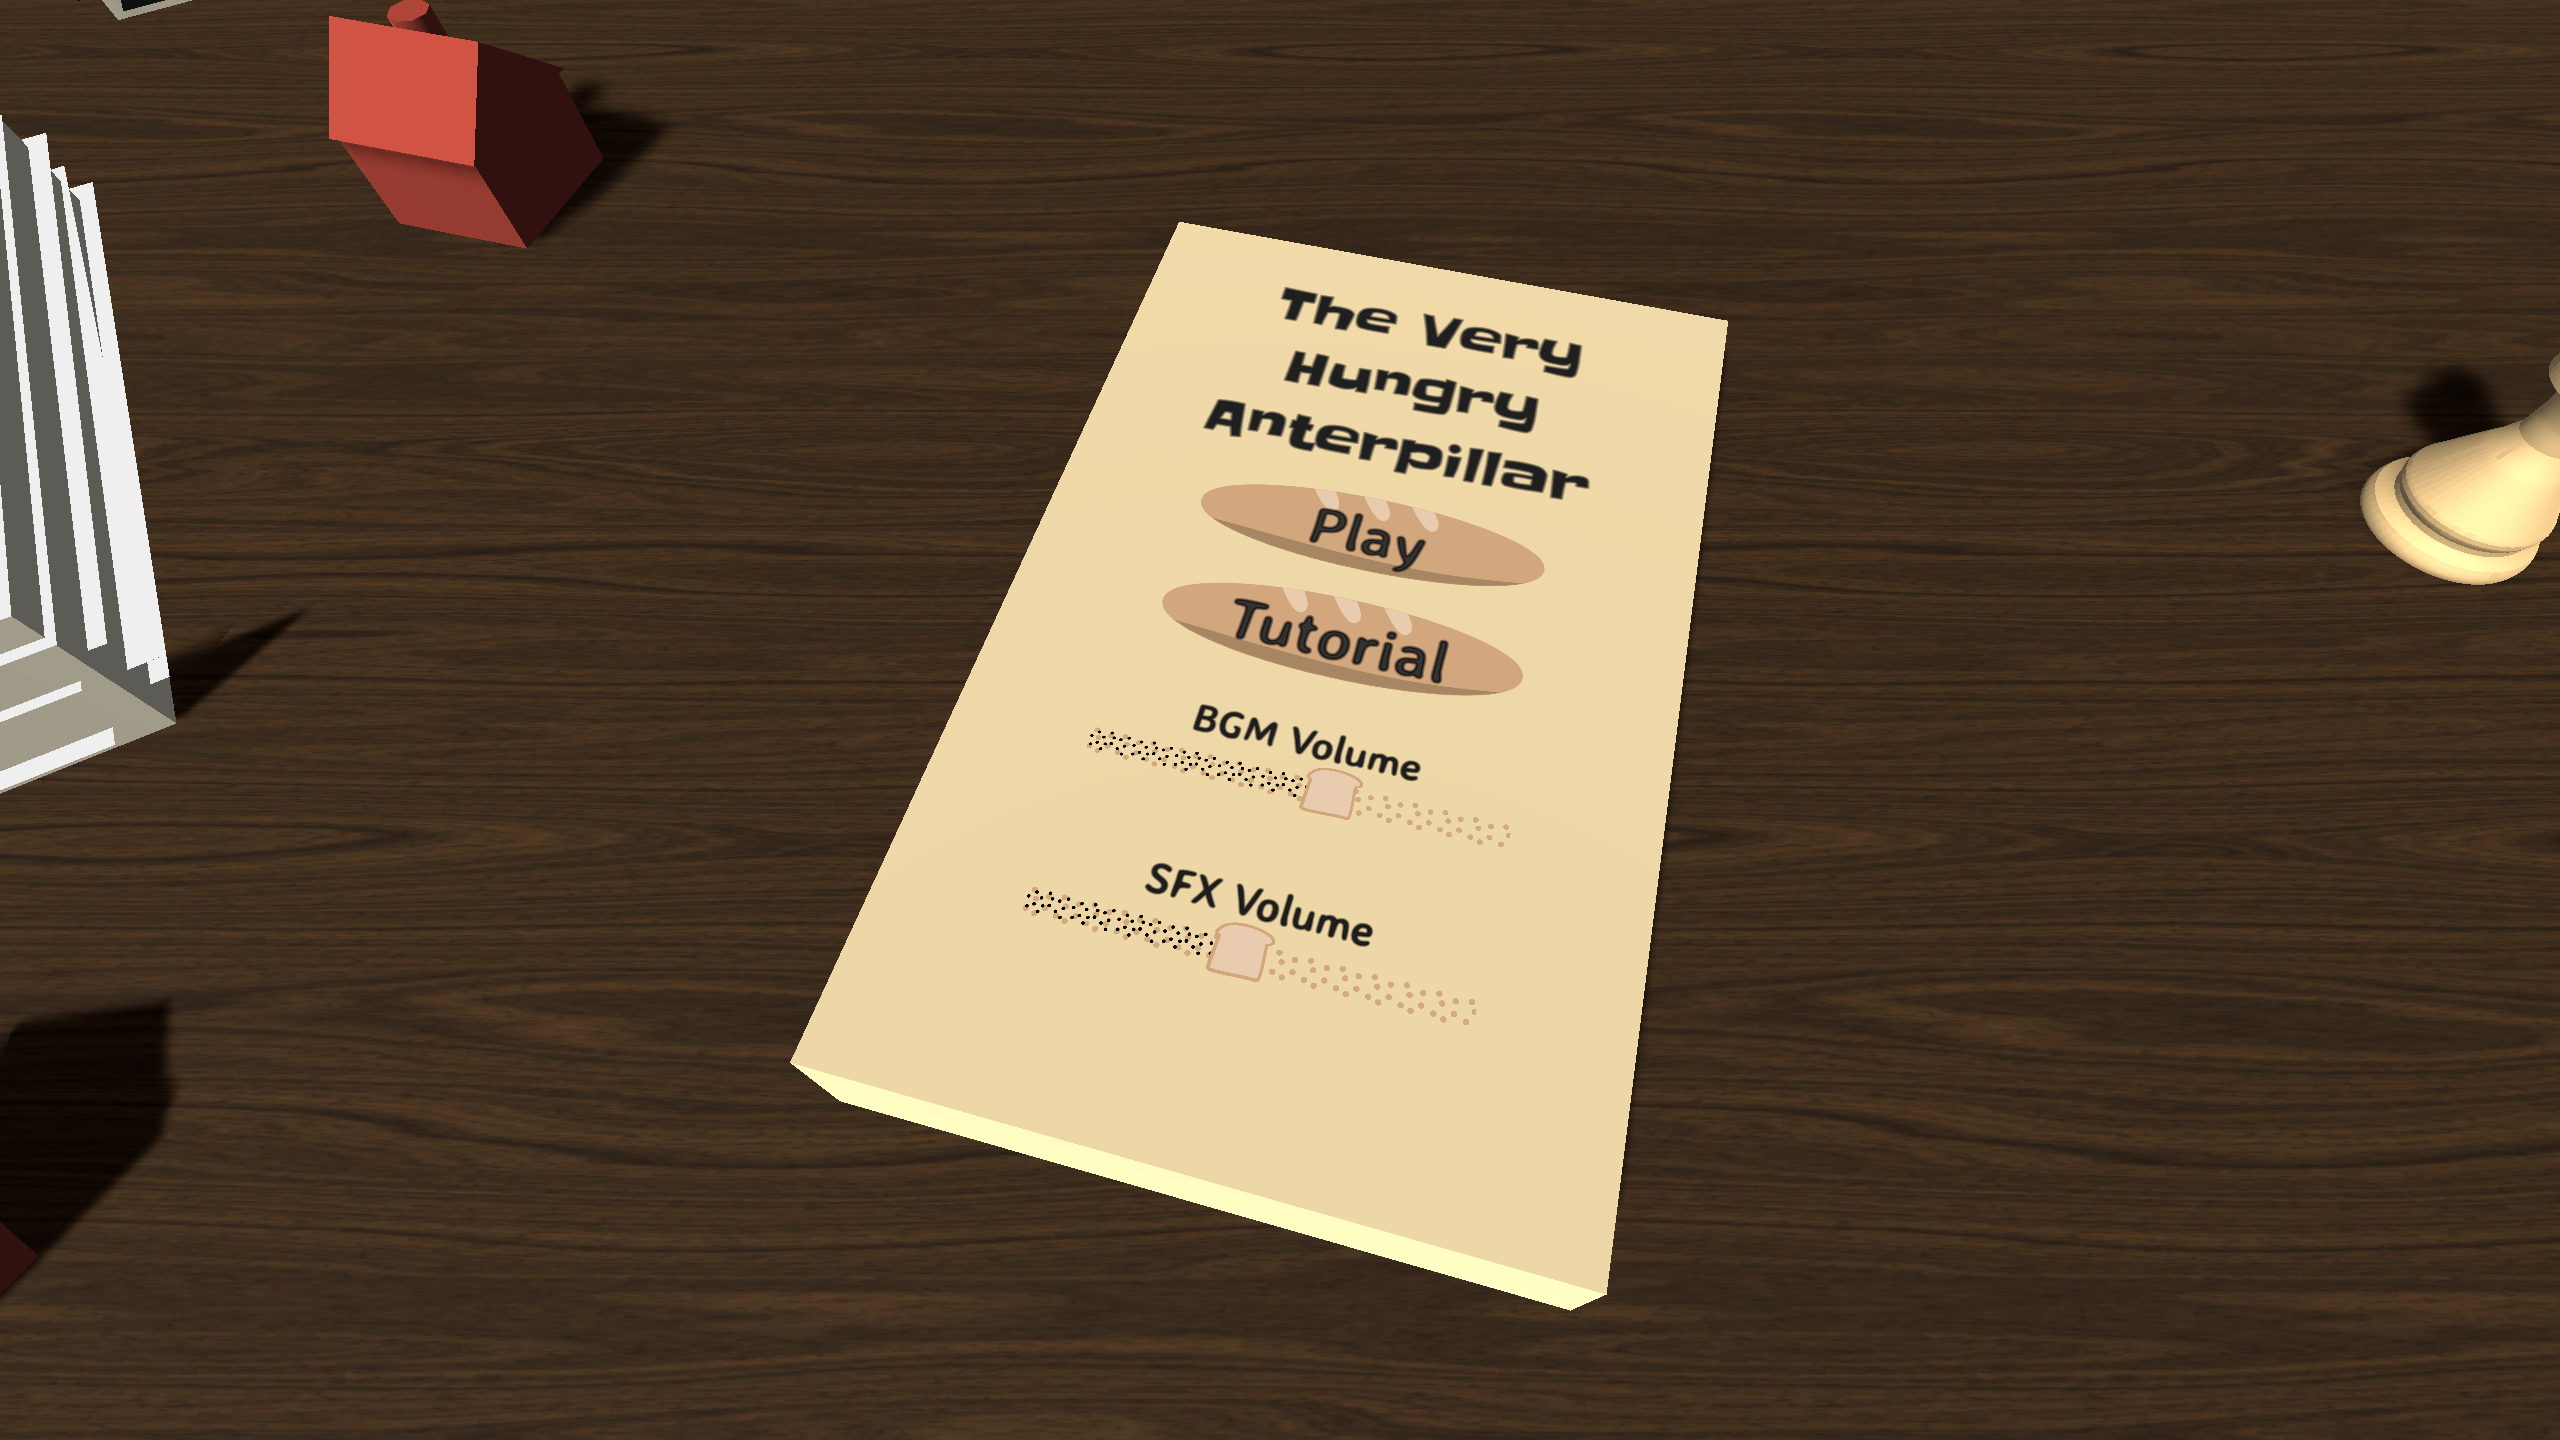 The Very
Hungry
Anterpillar
Play
Tutorial
BGM Volume
SFX Volume